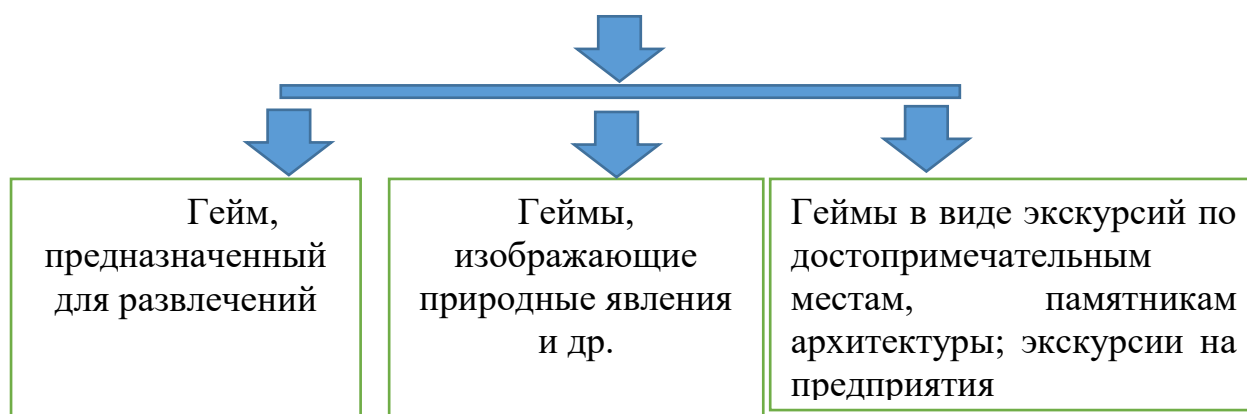 Гейм,
предназначенный
для развлечений
Геймы,
изображающие
природные явления
и др.
Геймы в виде экскурсий по
достопримечательным
местам, памятникам
архитектуры; экскурсии на
предприятия